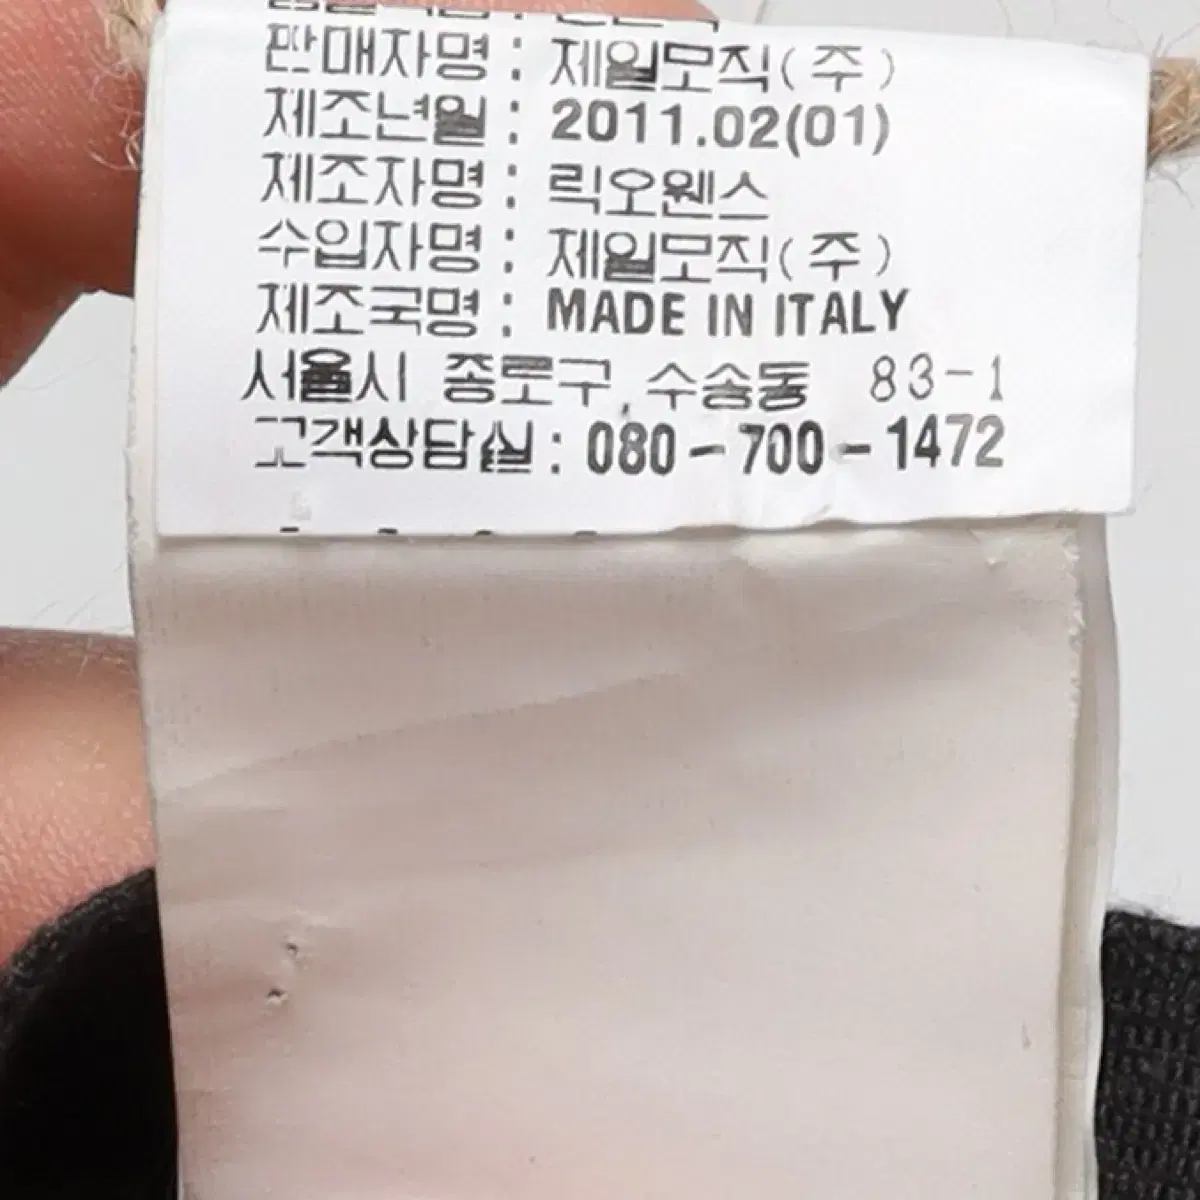 판매자명 : 제일모직(주)
제조년월 : 2011.02(01)
제조자명 : 릭오웬스
수입자명 : 제일모직(주)
제조국명 : MADE IN ITALY
서울시 종로구 수송동 83-1
고객상담실 : 080-700-1472